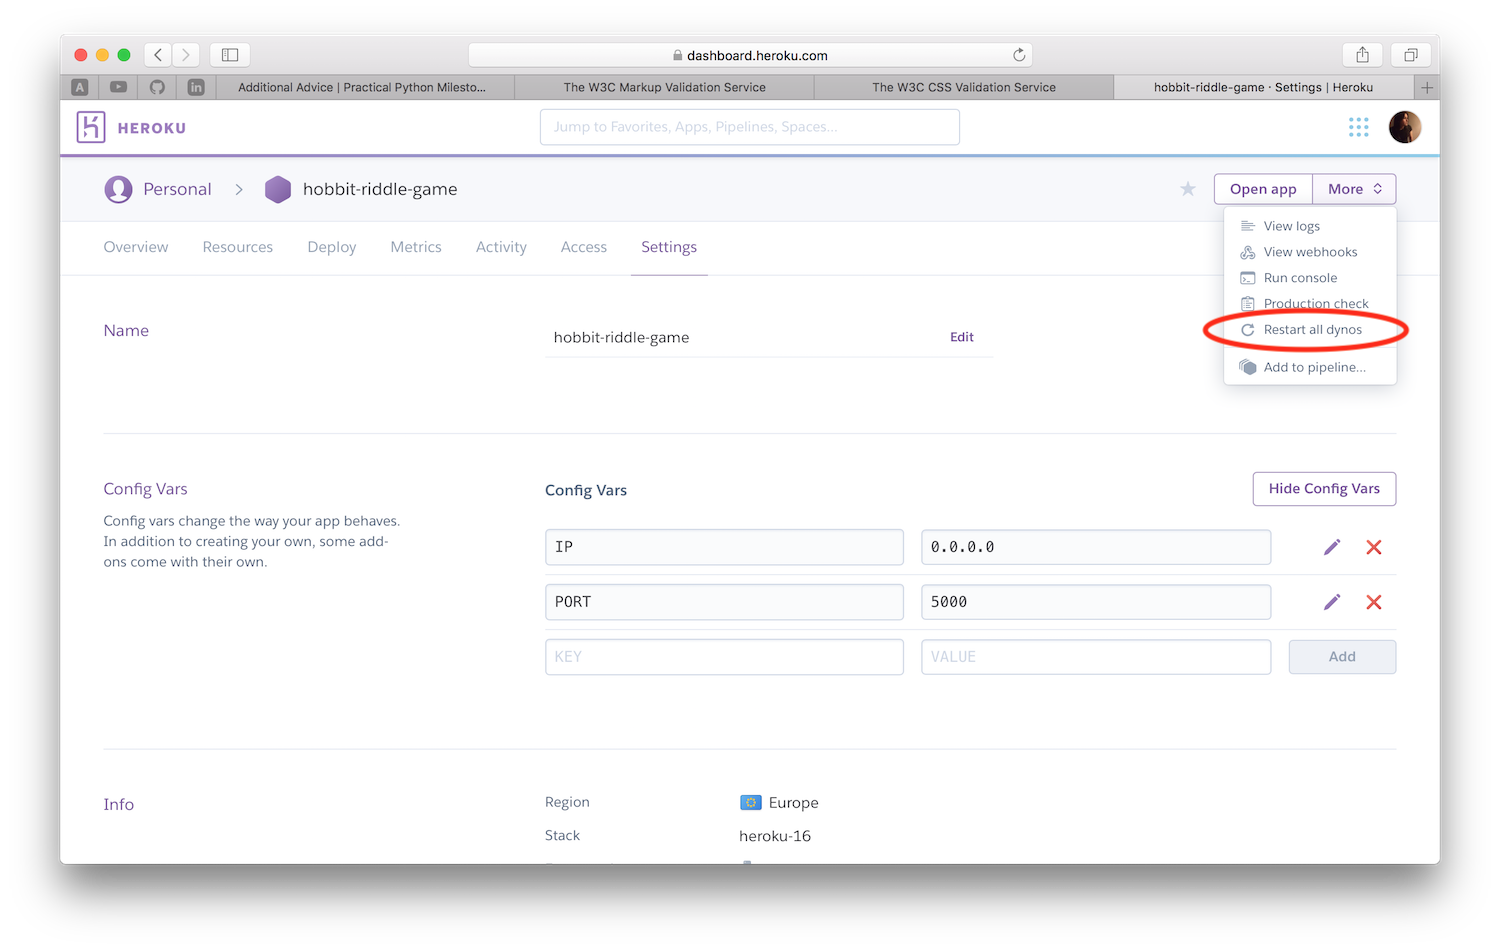 dashboard.heroku.com
A
in
Additional Advice | Practical Python Milesto...
The W3C Markup Validation Service
The W3C CSS Validation Service
hobbit-riddle-game · Settings | Heroku
HEROKU
Jump to Favorites, Apps, Pipelines, Spaces...
Personal
hobbit-riddle-game
Open app
More
View logs
View webhooks
Run console
Production check
Restart all dynos
Add to pipeline...
Overview
Resources
Deploy
Metrics
Activity
Access
Settings
Name
hobbit-riddle-game
Edit
Config Vars
Config vars change the way your app behaves.
In addition to creating your own, some add-
ons come with their own.
Config Vars
Hide Config Vars
IP
0.0.0.0
PORT
5000
KEY
VALUE
Add
Info
Region
Europe
Stack
heroku-16